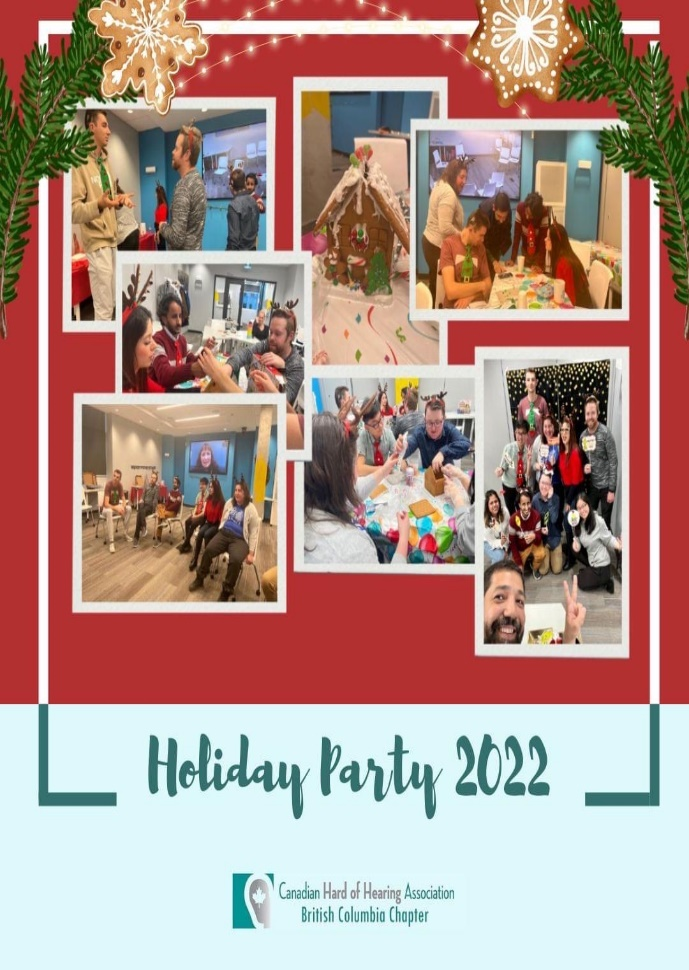 Holiday Party 2022
Canadian Hard of Hearing Association
British Columbia Chapter